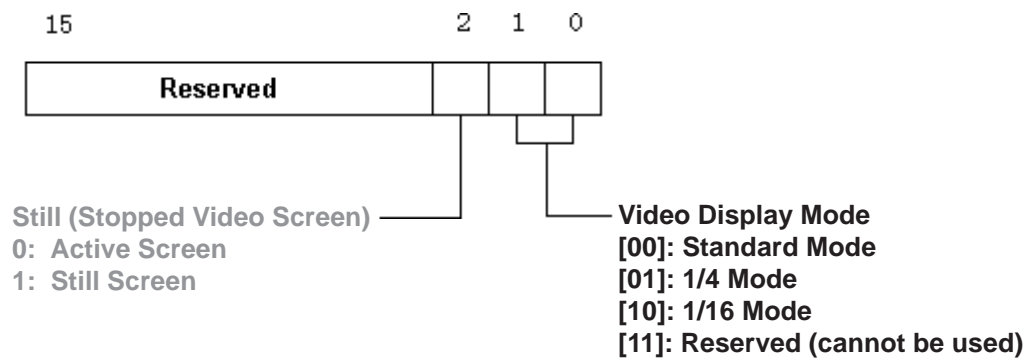 15 2 1 0
Reserved
Still (Stopped Video Screen)
0: Active Screen
1: Still Screen
Video Display Mode
[00]: Standard Mode
[01]: 1/4 Mode
[10]: 1/16 Mode
[11]: Reserved (cannot be used)